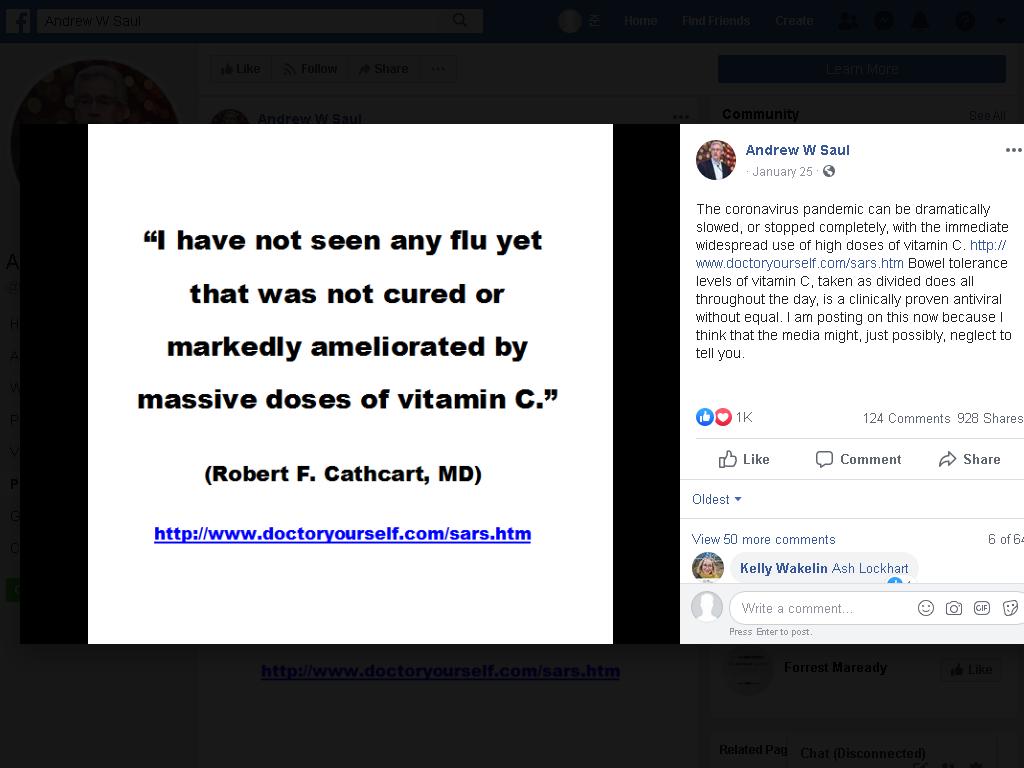 Andrew W Saul
준
Home
Find Friends
Create
Like
Follow
Share
Learn More
Andrew W Saul
Community
See All
“I have not seen any flu yet
that was not cured or
markedly ameliorated by
massive doses of vitamin C.”
(Robert F. Cathcart, MD)
http://www.doctoryourself.com/sars.htm
Andrew W Saul
· January 25 ·
The coronavirus pandemic can be dramatically
slowed, or stopped completely, with the immediate
widespread use of high doses of vitamin C. http://
www.doctoryourself.com/sars.htm Bowel tolerance
levels of vitamin C, taken as divided does all
throughout the day, is a clinically proven antiviral
without equal. I am posting on this now because I
think that the media might, just possibly, neglect to
tell you.
1K
124 Comments 928 Shares
Like
Comment
Share
Oldest
View 50 more comments
6 of 64
Kelly Wakelin Ash Lockhart
Write a comment...
GIF
Press Enter to post.
http://www.doctoryourself.com/sars.htm
Forrest Maready
Like
Related Pag
Chat (Disconnected)